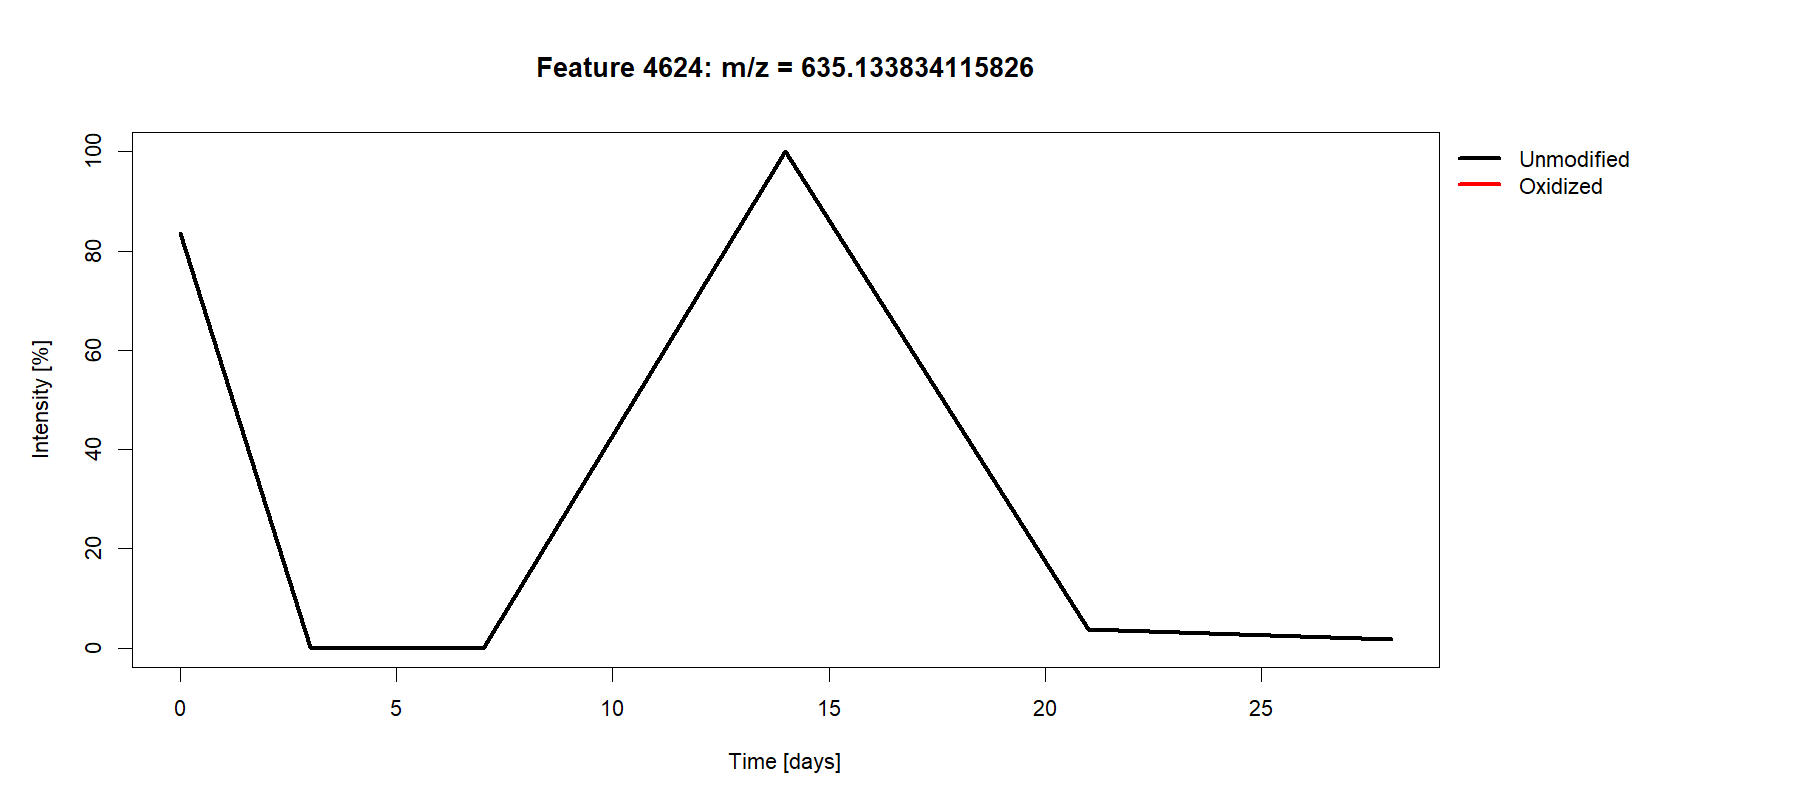 Feature 4624: m/z = 635.133834115826
Unmodified
Oxidized
Intensity [%]
100
80
60
40
20
0
0 5 10 15 20 25
Time [days]